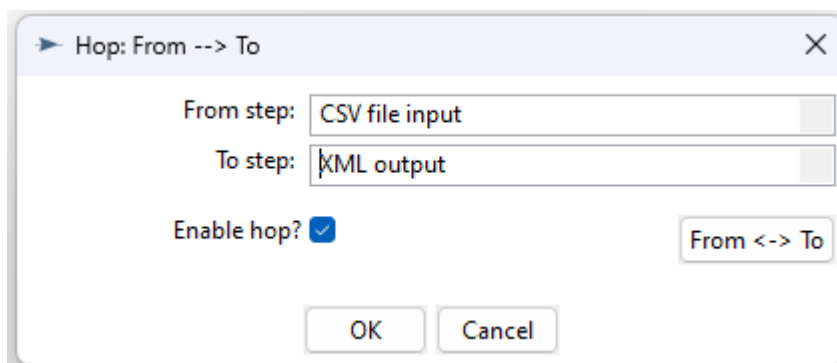 Hop: From --> To
From step: CSV file input
To step: XML output
Enable hop?
From <-> To
OK Cancel